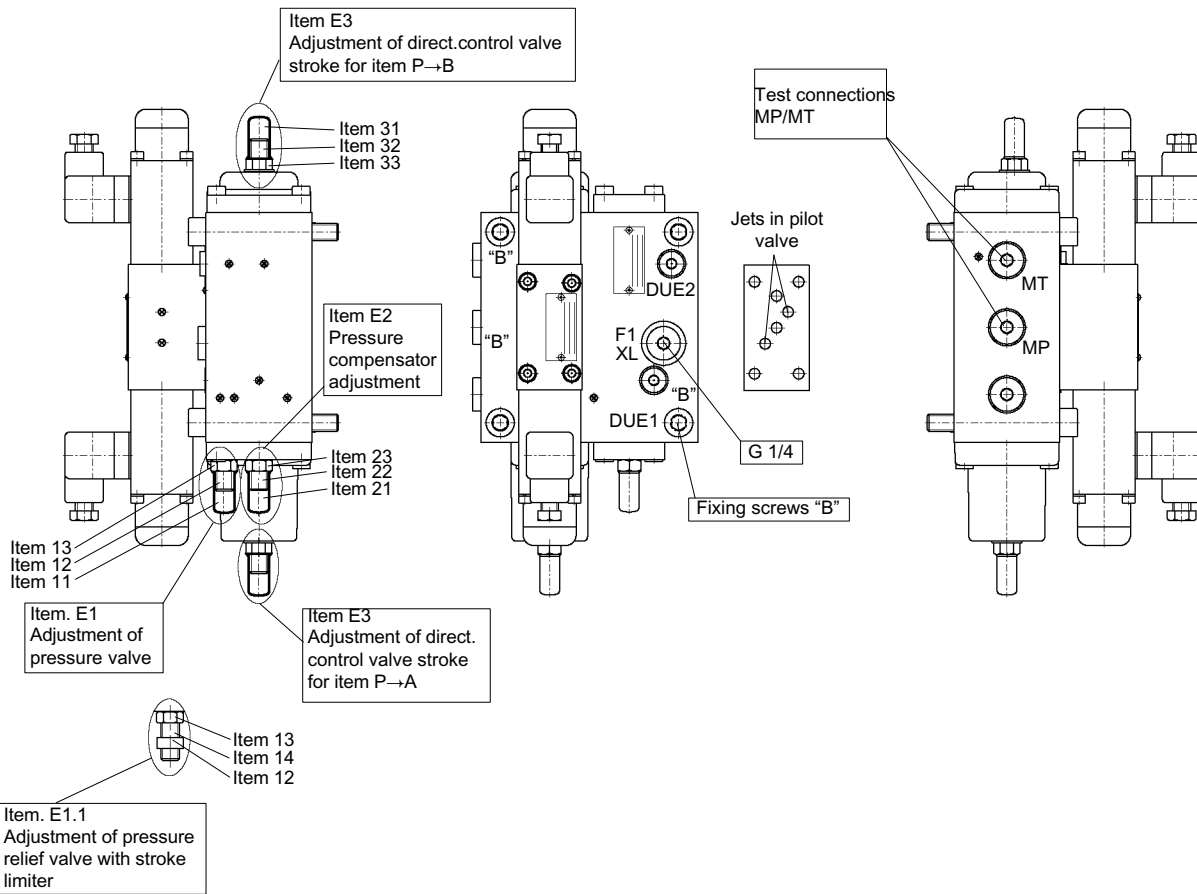 Item E3
Adjustment of direct.control valve
stroke for item P→B
Item 31
Item 32
Item 33
Test connections
MP/MT
Jets in pilot
valve
"B"
DUE2
MT
Item E2
Pressure
compensator
adjustment
F1
XL
"B"
MP
"B"
DUE1
G 1/4
Item 23
Item 22
Item 21
Fixing screws "B"
Item 13
Item 12
Item 11
Item. E1
Adjustment of
pressure valve
Item E3
Adjustment of direct.
control valve stroke
for item P→A
Item 13
Item 14
Item 12
Item. E1.1
Adjustment of pressure
relief valve with stroke
limiter